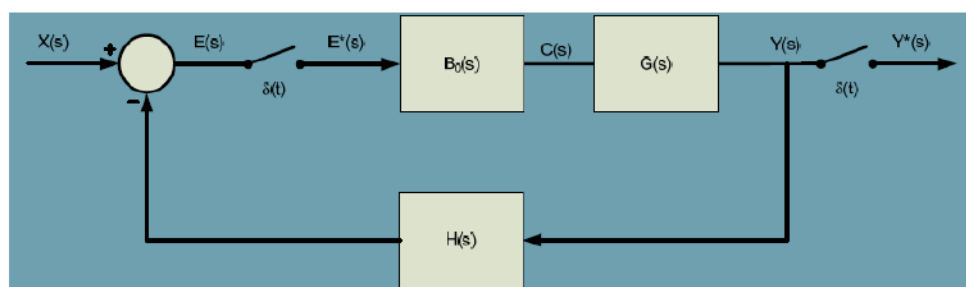 X(s)
+
E(s)
E*(s)
B₀(s)
C(s)
G(s)
Y(s)
Y*(s)
δ(t)
δ(t)
−
H(s)